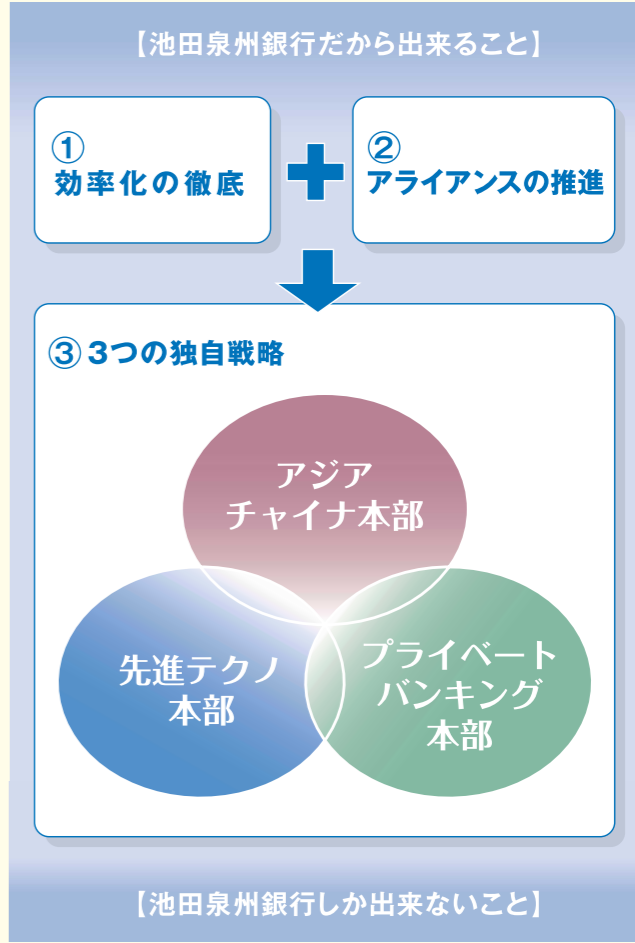 【池田泉州銀行だから出来ること】
①
効率化の徹底
②
アライアンスの推進
③3つの独自戦略
アジア
チャイナ本部
先進テクノ
本部
プライベート
バンキング
本部
【池田泉州銀行しか出来ないこと】